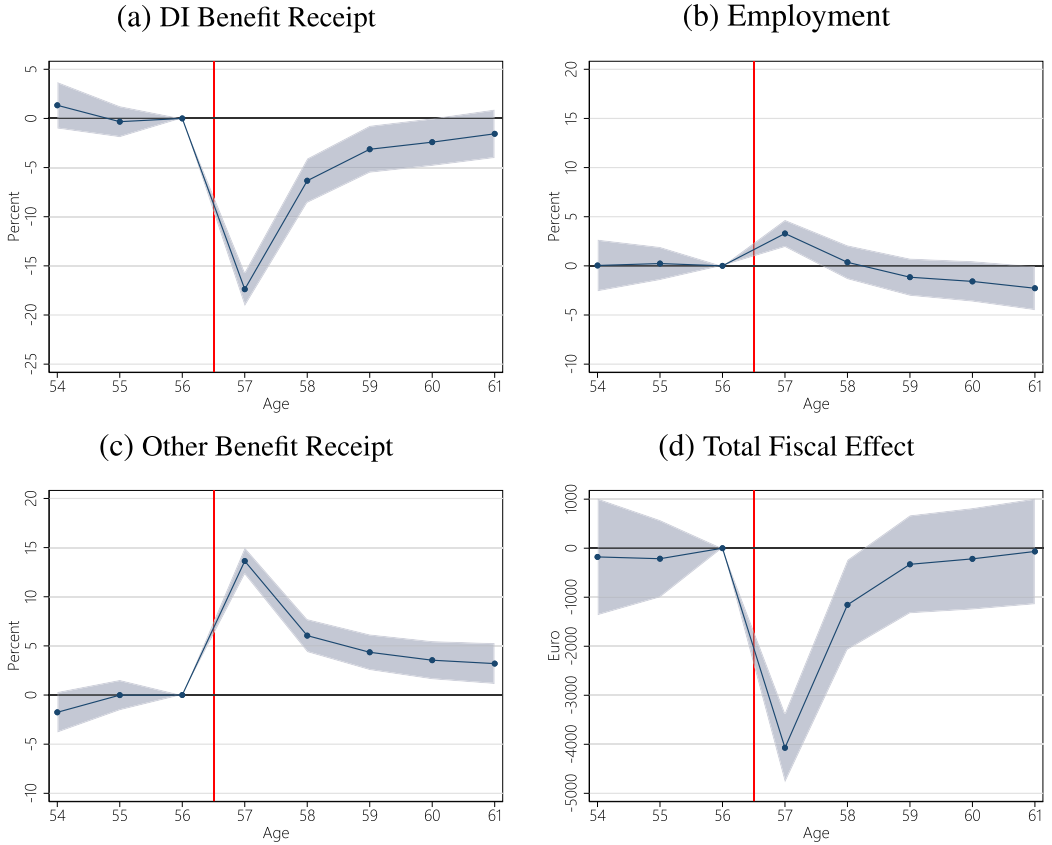 (a) DI Benefit Receipt
Percent
5
0
-5
-10
-15
-20
-25
54 55 56 57 58 59 60 61
Age
(b) Employment
Percent
20
15
10
5
0
-5
-10
54 55 56 57 58 59 60 61
Age
(c) Other Benefit Receipt
Percent
20
15
10
5
0
-5
-10
54 55 56 57 58 59 60 61
Age
(d) Total Fiscal Effect
Euro
1000
0
-1000
-2000
-3000
-4000
-5000
54 55 56 57 58 59 60 61
Age